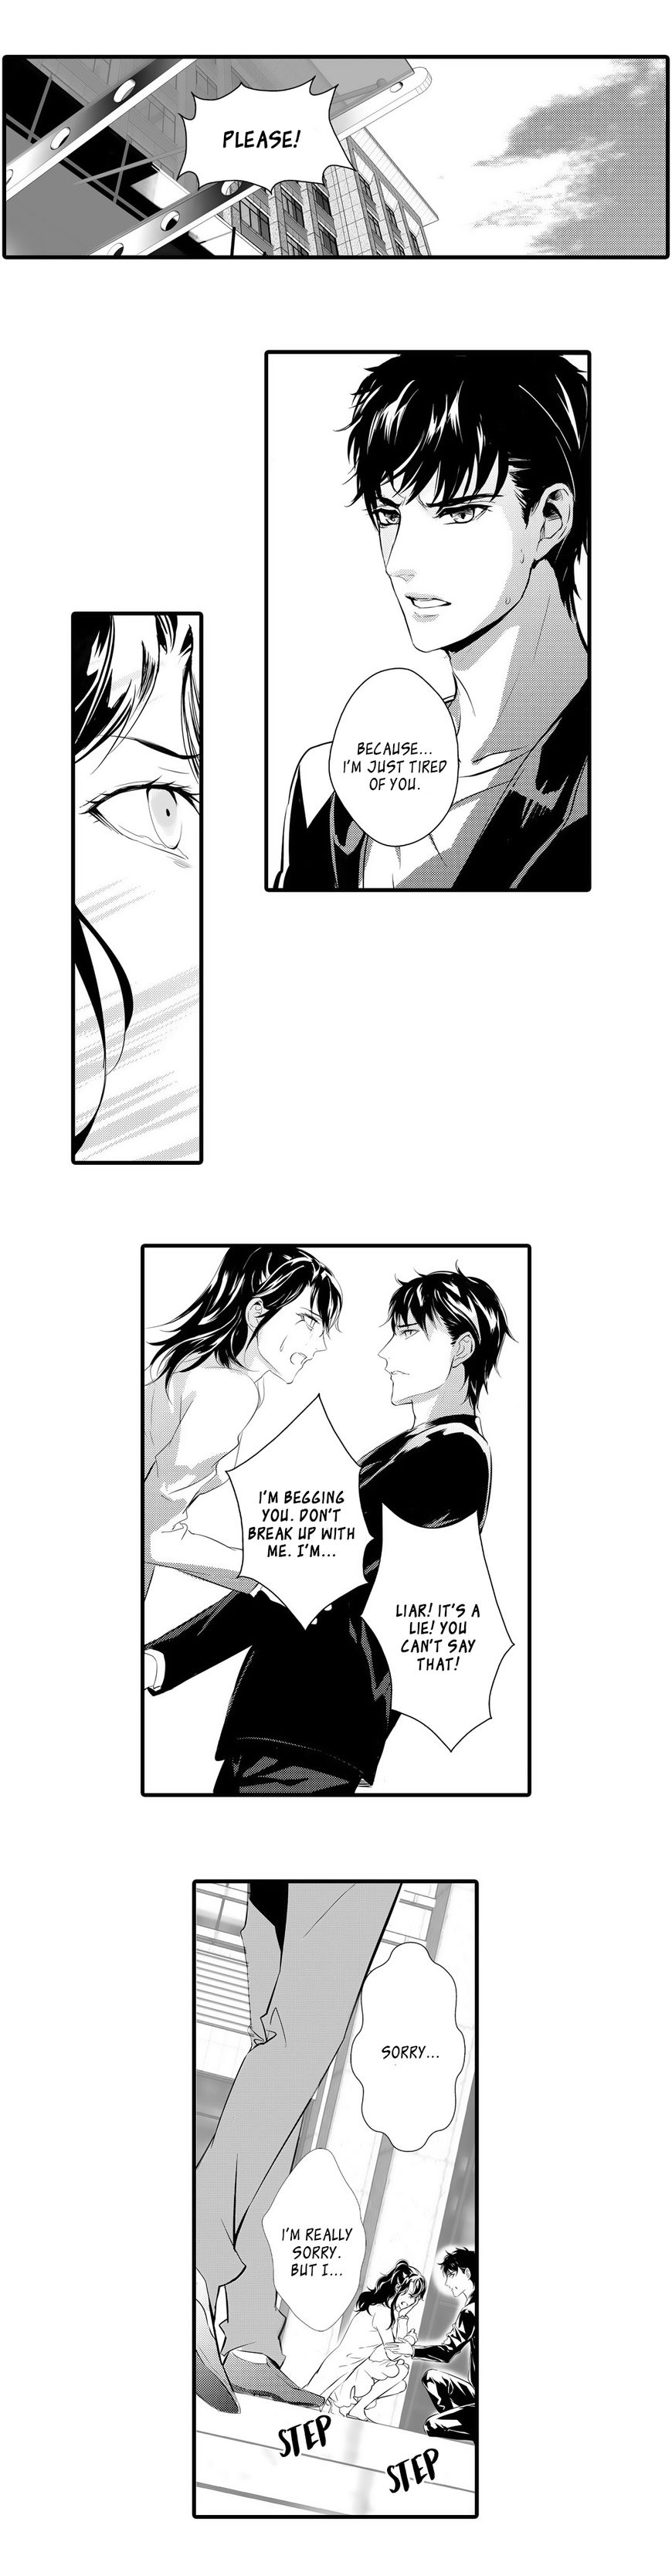 PLEASE!
BECAUSE...
I'M JUST TIRED
OF YOU.
LIAR! IT'S A
LIE! YOU
CAN'T SAY
THAT!
I'M BEGGING
YOU. DON'T
BREAK UP WITH
ME. I'M...
SORRY...
I'M REALLY
SORRY.
BUT I...
STEP
STEP